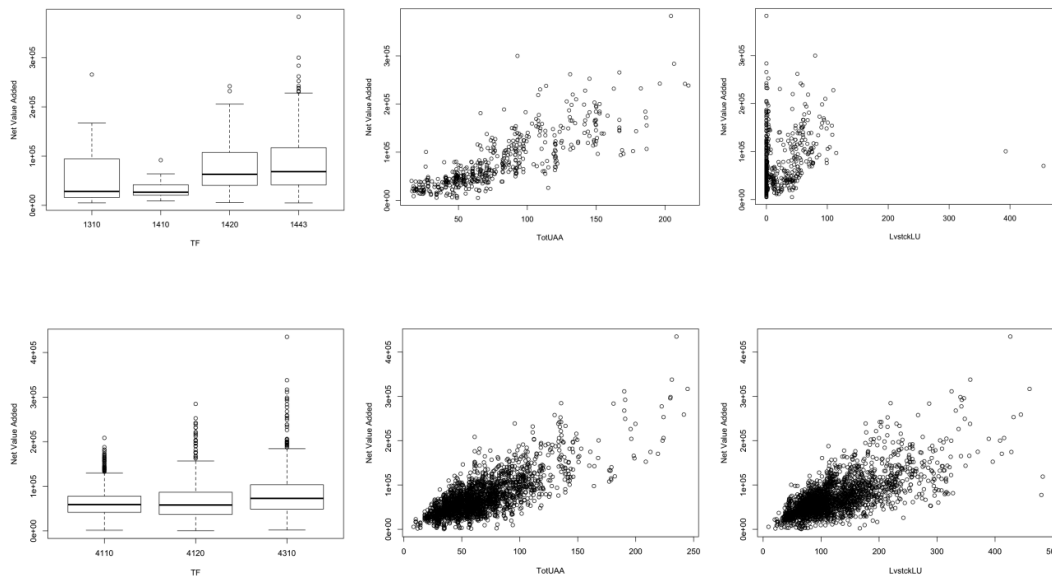 Net Value Added
0e+00 1e+05 2e+05 3e+05
1310 1410 1420 1443
TF
Net Value Added
0e+00 1e+05 2e+05 3e+05
50 100 150 200
TotUAA
Net Value Added
0e+00 1e+05 2e+05 3e+05
0 100 200 300 400
LvstckLU
Net Value Added
0e+00 1e+05 2e+05 3e+05 4e+05
4110 4120 4310
TF
Net Value Added
0e+00 1e+05 2e+05 3e+05 4e+05
0 50 100 150 200 250
TotUAA
Net Value Added
0e+00 1e+05 2e+05 3e+05 4e+05
0 100 200 300 400 500
LvstckLU